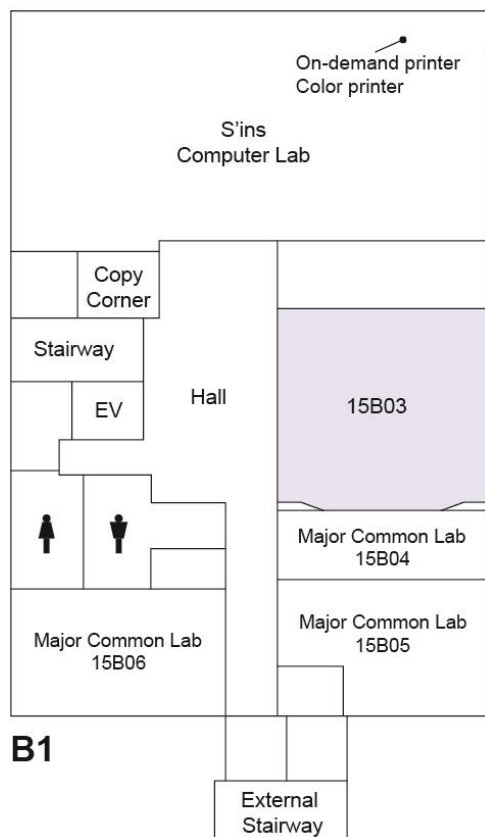 On-demand printer
Color printer
S'ins
Computer Lab
Copy
Corner
Stairway
EV
Hall
15B03
Major Common Lab
15B04
Major Common Lab
15B05
Major Common Lab
15B06
B1
External
Stairway